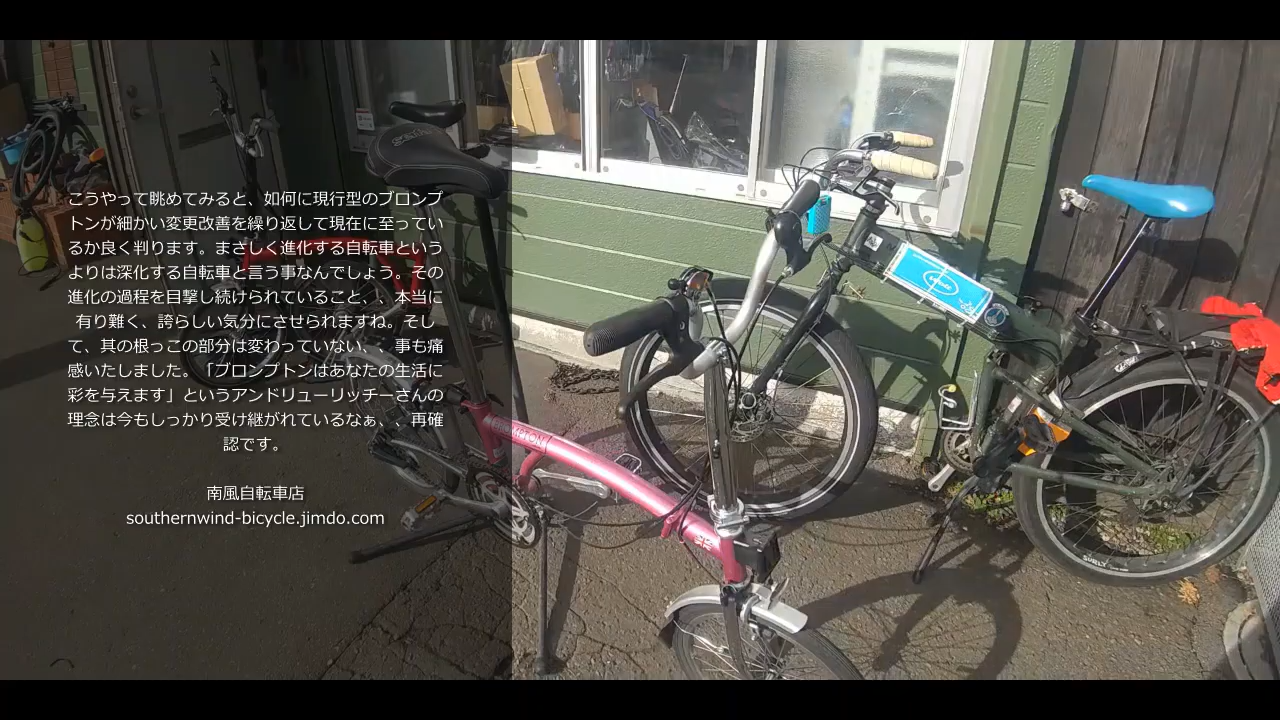 こうやって眺めてみると、如何に現行型のブロンプ
トンが細かい変更改善を繰り返して現在に至ってい
るか良く判ります。まさしく進化する自転車という
よりは深化する自転車と言う事なんでしょう。その
進化の過程を目撃し続けられていること、、本当に
有り難く、誇らしい気分にさせられますね。そし
て、其の根っこの部分は変わっていない、、事も痛
感いたしました。「ブロンプトンはあなたの生活に
彩を与えます」というアンドリューリッチーさんの
理念は今もしっかり受け継がれているなぁ、、再確
認です。
南風自転車店
southernwind-bicycle.jimdo.com
BROMPTON
SURLY